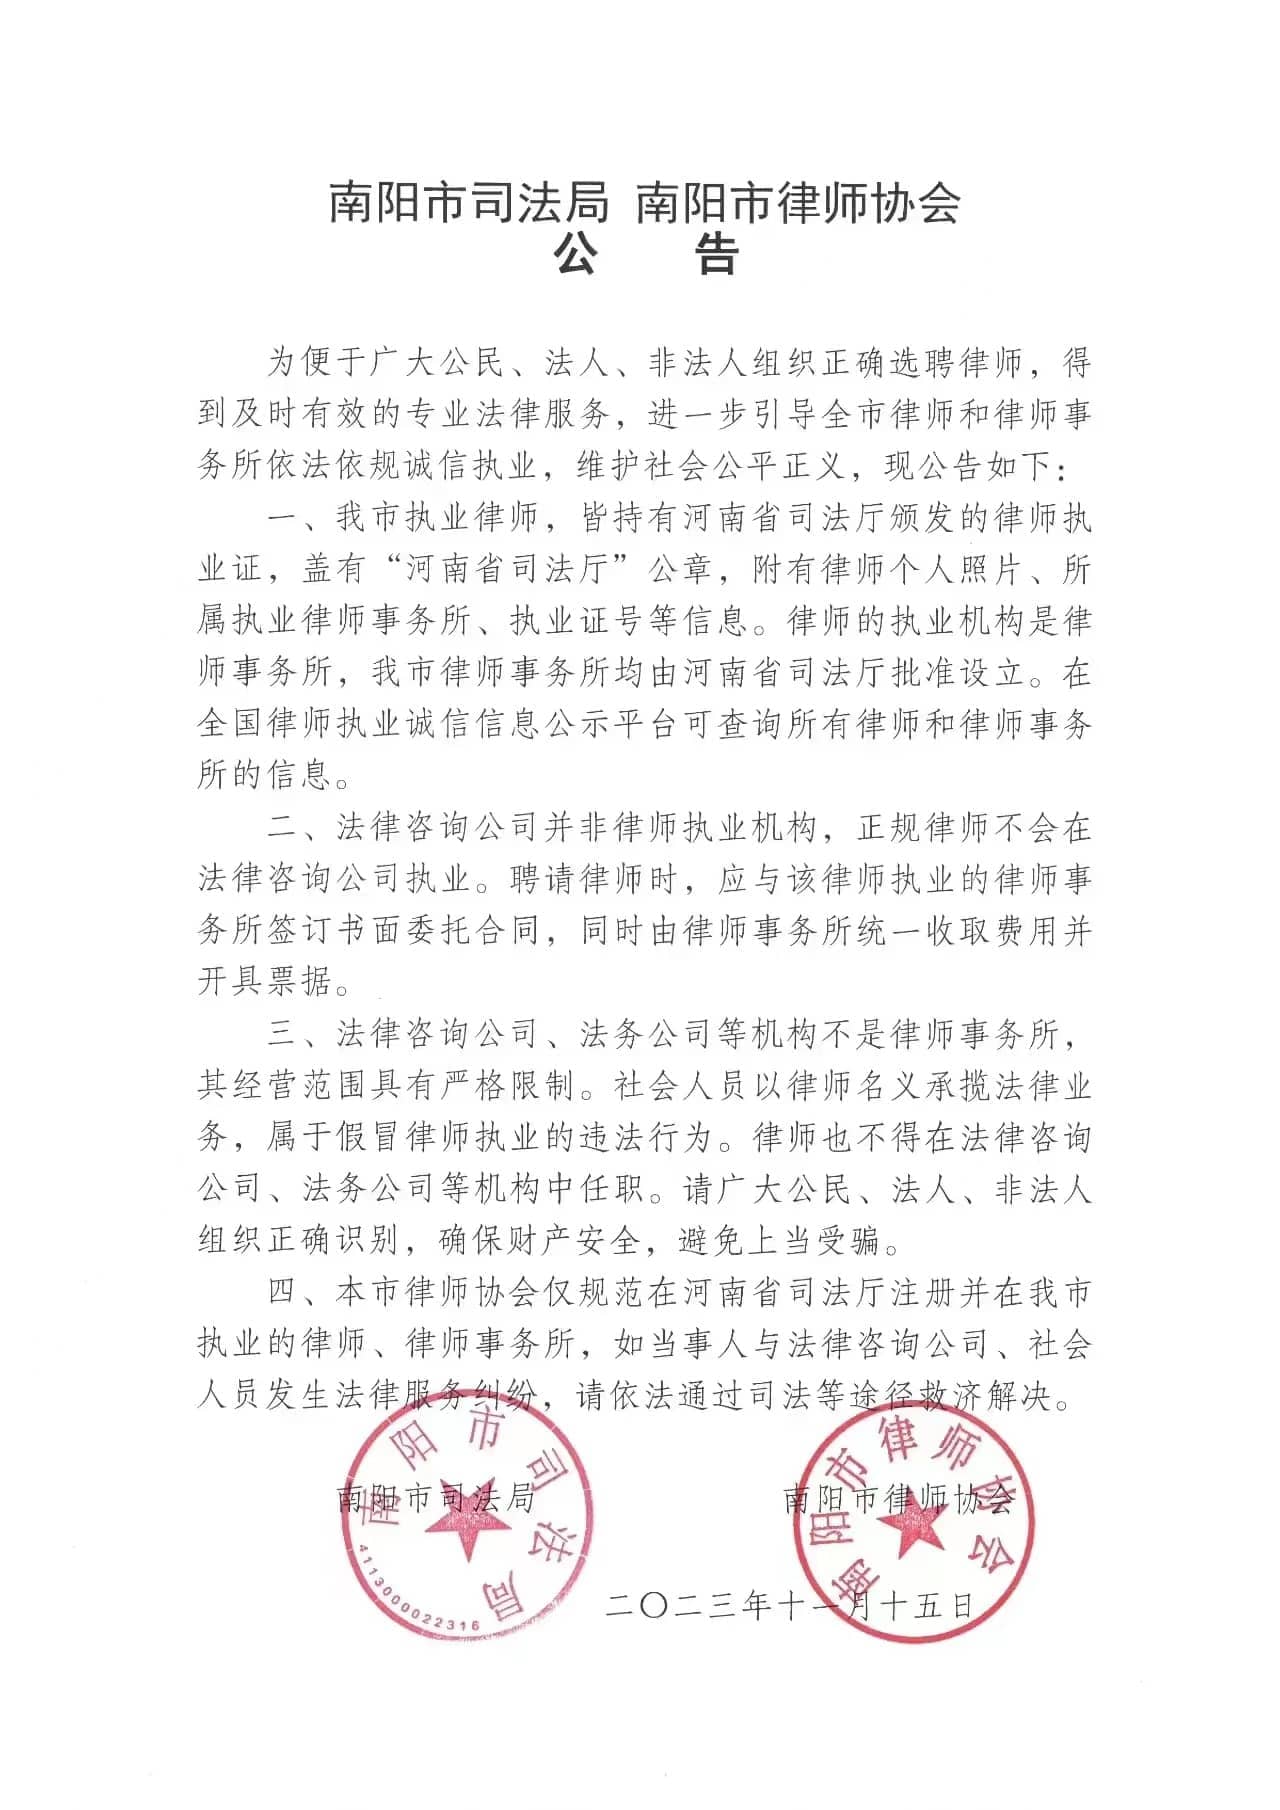 南阳市司法局 南阳市律师协会
公 告
为便于广大公民、法人、非法人组织正确选聘律师，得
到及时有效的专业法律服务，进一步引导全市律师和律师事
务所依法依规诚信执业，维护社会公平正义，现公告如下：
一、我市执业律师，皆持有河南省司法厅颁发的律师执
业证，盖有“河南省司法厅”公章，附有律师个人照片、所
属执业律师事务所、执业证号等信息。律师的执业机构是律
师事务所，我市律师事务所均由河南省司法厅批准设立。在
全国律师执业诚信信息公示平台可查询所有律师和律师事务
所的信息。
二、法律咨询公司并非律师执业机构，正规律师不会在
法律咨询公司执业。聘请律师时，应与该律师执业的律师事
务所签订书面委托合同，同时由律师事务所统一收取费用并
开具票据。
三、法律咨询公司、法务公司等机构不是律师事务所，
其经营范围具有严格限制。社会人员以律师名义承揽法律业
务，属于假冒律师执业的违法行为。律师也不得在法律咨询
公司、法务公司等机构中任职。请广大公民、法人、非法人
组织正确识别，确保财产安全，避免上当受骗。
四、本市律师协会仅规范在河南省司法厅注册并在我市
执业的律师、律师事务所，如当事人与法律咨询公司、社会
人员发生法律服务纠纷，请依法通过司法等途径救济解决。
南阳市司法局 南阳市律师协会
二〇二三年十一月十五日
南阳市司法局
4113000022316
南阳市律师协会